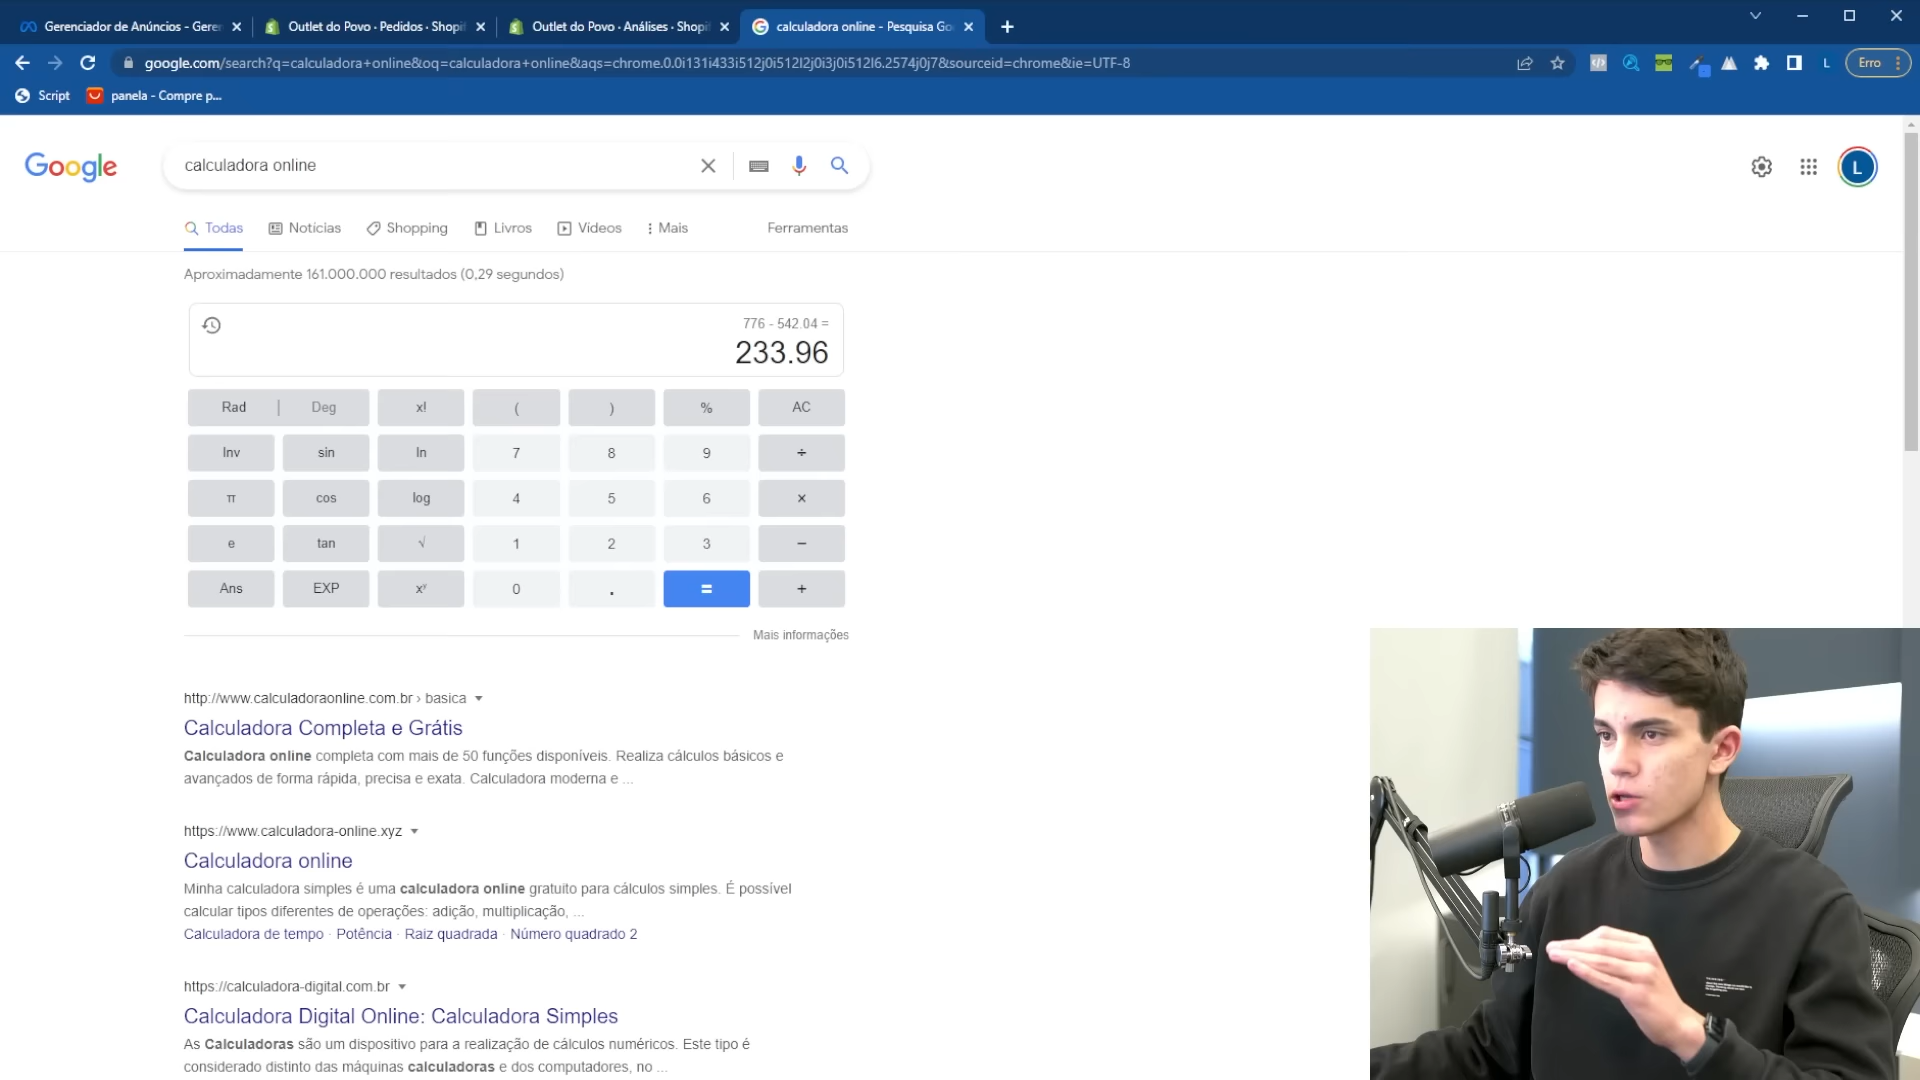 Gerenciador de Anúncios - Geren
Outlet do Povo · Pedidos · Shopif
Outlet do Povo · Análises · Shopi
calculadora online - Pesquisa Go
google.com/search?q=calculadora+online&oq=calculadora+online&aqs=chrome.0.0i131i433i512j0i512l2j0i3j0i512l6.2574j0j7&sourceid=chrome&ie=UTF-8
L
Erro
Script
panela - Compre p...
Google
calculadora online
L
Todas
Notícias
Shopping
Livros
Vídeos
Mais
Ferramentas
Aproximadamente 161.000.000 resultados (0,29 segundos)
776 - 542.04 =
233.96
Rad | Deg x! ( ) % AC
Inv sin ln 7 8 9 ÷
π cos log 4 5 6 ×
e tan √ 1 2 3 −
Ans EXP xʸ 0 . = +
Mais informações
http://www.calculadoraonline.com.br › basica
Calculadora Completa e Grátis
Calculadora online completa com mais de 50 funções disponíveis. Realiza cálculos básicos e
avançados de forma rápida, precisa e exata. Calculadora moderna e ...
https://www.calculadora-online.xyz
Calculadora online
Minha calculadora simples é uma calculadora online gratuito para cálculos simples. É possível
calcular tipos diferentes de operações: adição, multiplicação, ...
Calculadora de tempo · Potência · Raiz quadrada · Número quadrado 2
https://calculadora-digital.com.br
Calculadora Digital Online: Calculadora Simples
As Calculadoras são um dispositivo para a realização de cálculos numéricos. Este tipo é
considerado distinto das máquinas calculadoras e dos computadores, no ...